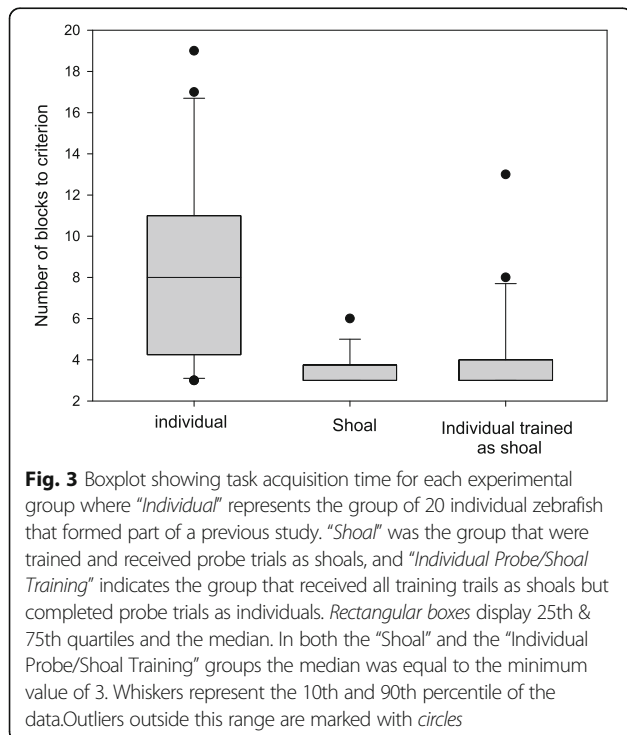 20
18
16
14
12
10
8
6
4
2
Number of blocks to criterion
individual
Shoal
Individual trained
as shoal
Fig. 3 Boxplot showing task acquisition time for each experimental
group where "Individual" represents the group of 20 individual zebrafish
that formed part of a previous study. "Shoal" was the group that were
trained and received probe trials as shoals, and "Individual Probe/Shoal
Training" indicates the group that received all training trails as shoals but
completed probe trials as individuals. Rectangular boxes display 25th &
75th quartiles and the median. In both the "Shoal" and the "Individual
Probe/Shoal Training" groups the median was equal to the minimum
value of 3. Whiskers represent the 10th and 90th percentile of the
data.Outliers outside this range are marked with circles